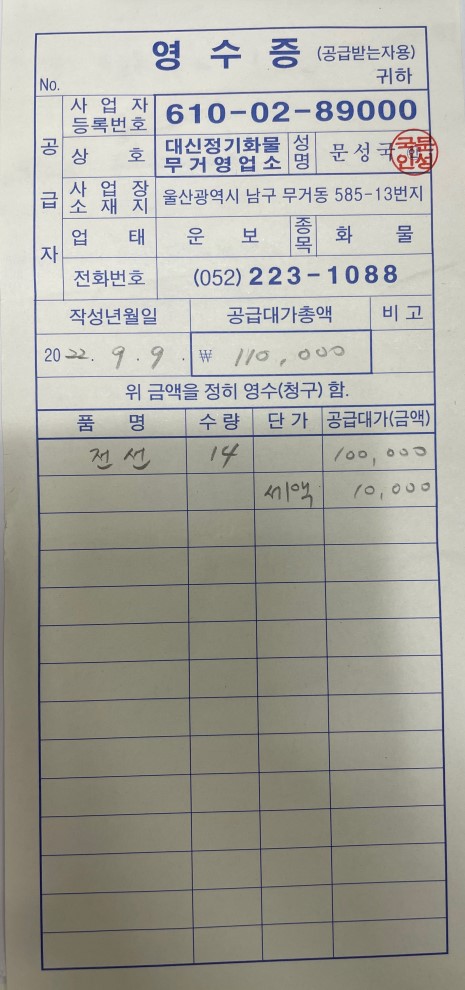 영 수 증 (공급받는자용)
No. 귀하
공급자
사 업 자 등록번호 610-02-89000
상 호 대신정기화물 무거영업소 성명 문성국 인
국문인성
사 업 장 소 재 지 울산광역시 남구 무거동 585-13번지
업 태 운 보 종목 화 물
전화번호 (052) 223-1088
작성년월일 공급대가총액 비 고
2022. 9. 9. ₩ 110,000
위 금액을 정히 영수(청구) 함.
품 명 수 량 단 가 공급대가(금액)
전선 14 100,000
세액 10,000